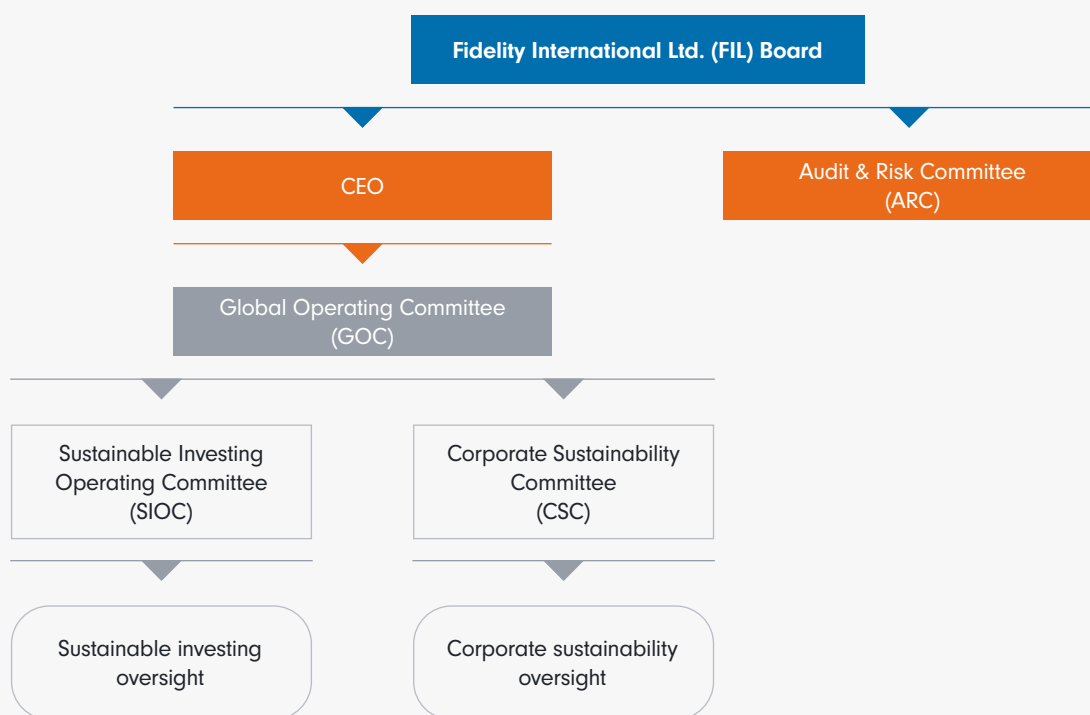 Fidelity International Ltd. (FIL) Board
CEO
Audit & Risk Committee
(ARC)
Global Operating Committee
(GOC)
Sustainable Investing
Operating Committee
(SIOC)
Corporate Sustainability
Committee
(CSC)
Sustainable investing
oversight
Corporate sustainability
oversight